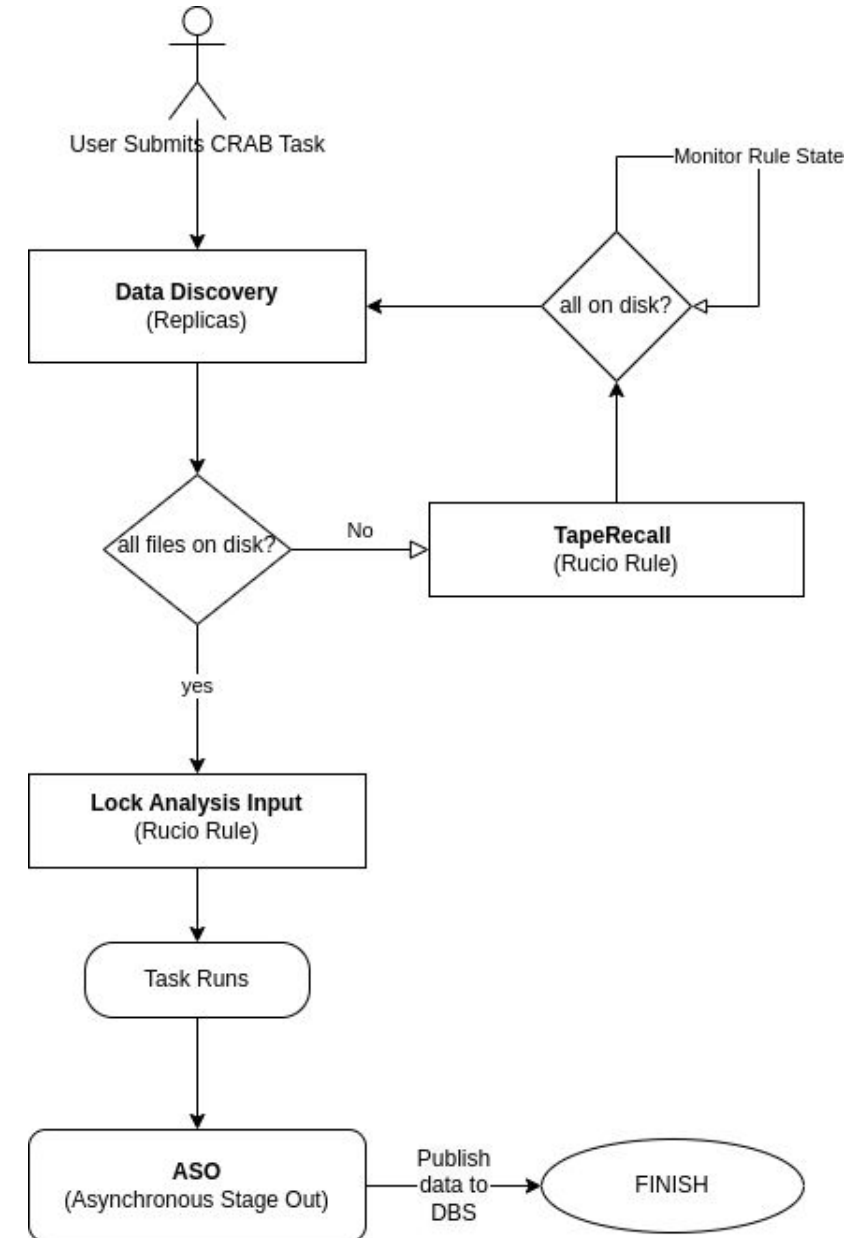 User Submits CRAB Task
Monitor Rule State
Data Discovery
(Replicas)
all on disk?
all files on disk?
No
TapeRecall
(Rucio Rule)
yes
Lock Analysis Input
(Rucio Rule)
Task Runs
ASO
(Asynchronous Stage Out)
Publish
data to
DBS
FINISH